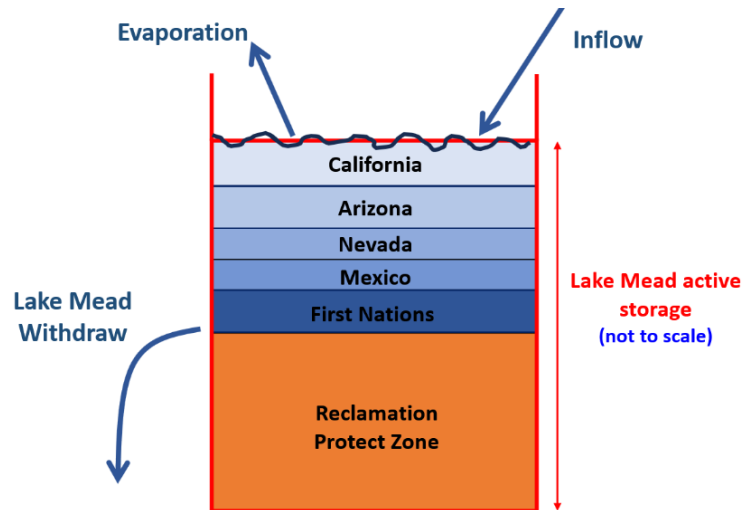 Evaporation
Inflow
California
Arizona
Nevada
Mexico
First Nations
Lake Mead
Withdraw
Lake Mead active
storage
(not to scale)
Reclamation
Protect Zone